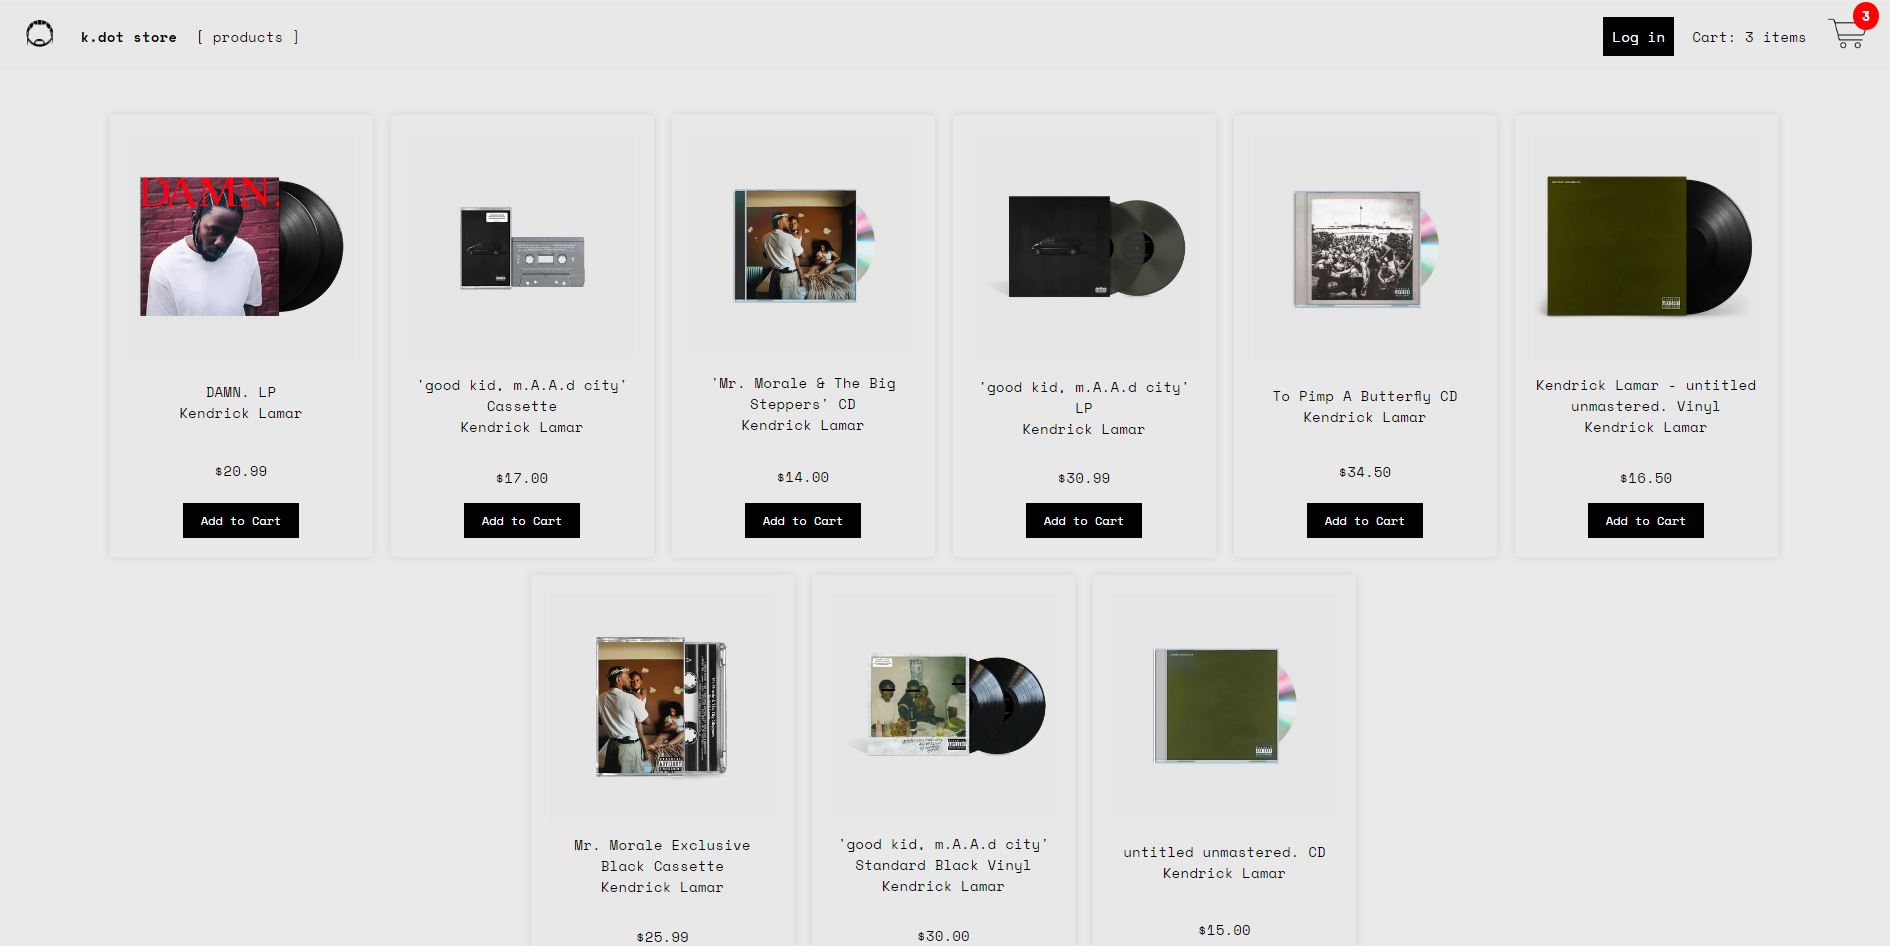 k.dot store [ products ] Log in Cart: 3 items 3
DAMN.
DAMN. LP
Kendrick Lamar
$20.99
Add to Cart
'good kid, m.A.A.d city'
Cassette
Kendrick Lamar
$17.00
Add to Cart
'Mr. Morale & The Big
Steppers' CD
Kendrick Lamar
$14.00
Add to Cart
'good kid, m.A.A.d city'
LP
Kendrick Lamar
$30.99
Add to Cart
To Pimp A Butterfly CD
Kendrick Lamar
$34.50
Add to Cart
Kendrick Lamar - untitled
unmastered. Vinyl
Kendrick Lamar
$16.50
Add to Cart
Mr. Morale Exclusive
Black Cassette
Kendrick Lamar
$25.99
'good kid, m.A.A.d city'
Standard Black Vinyl
Kendrick Lamar
$30.00
untitled unmastered. CD
Kendrick Lamar
$15.00